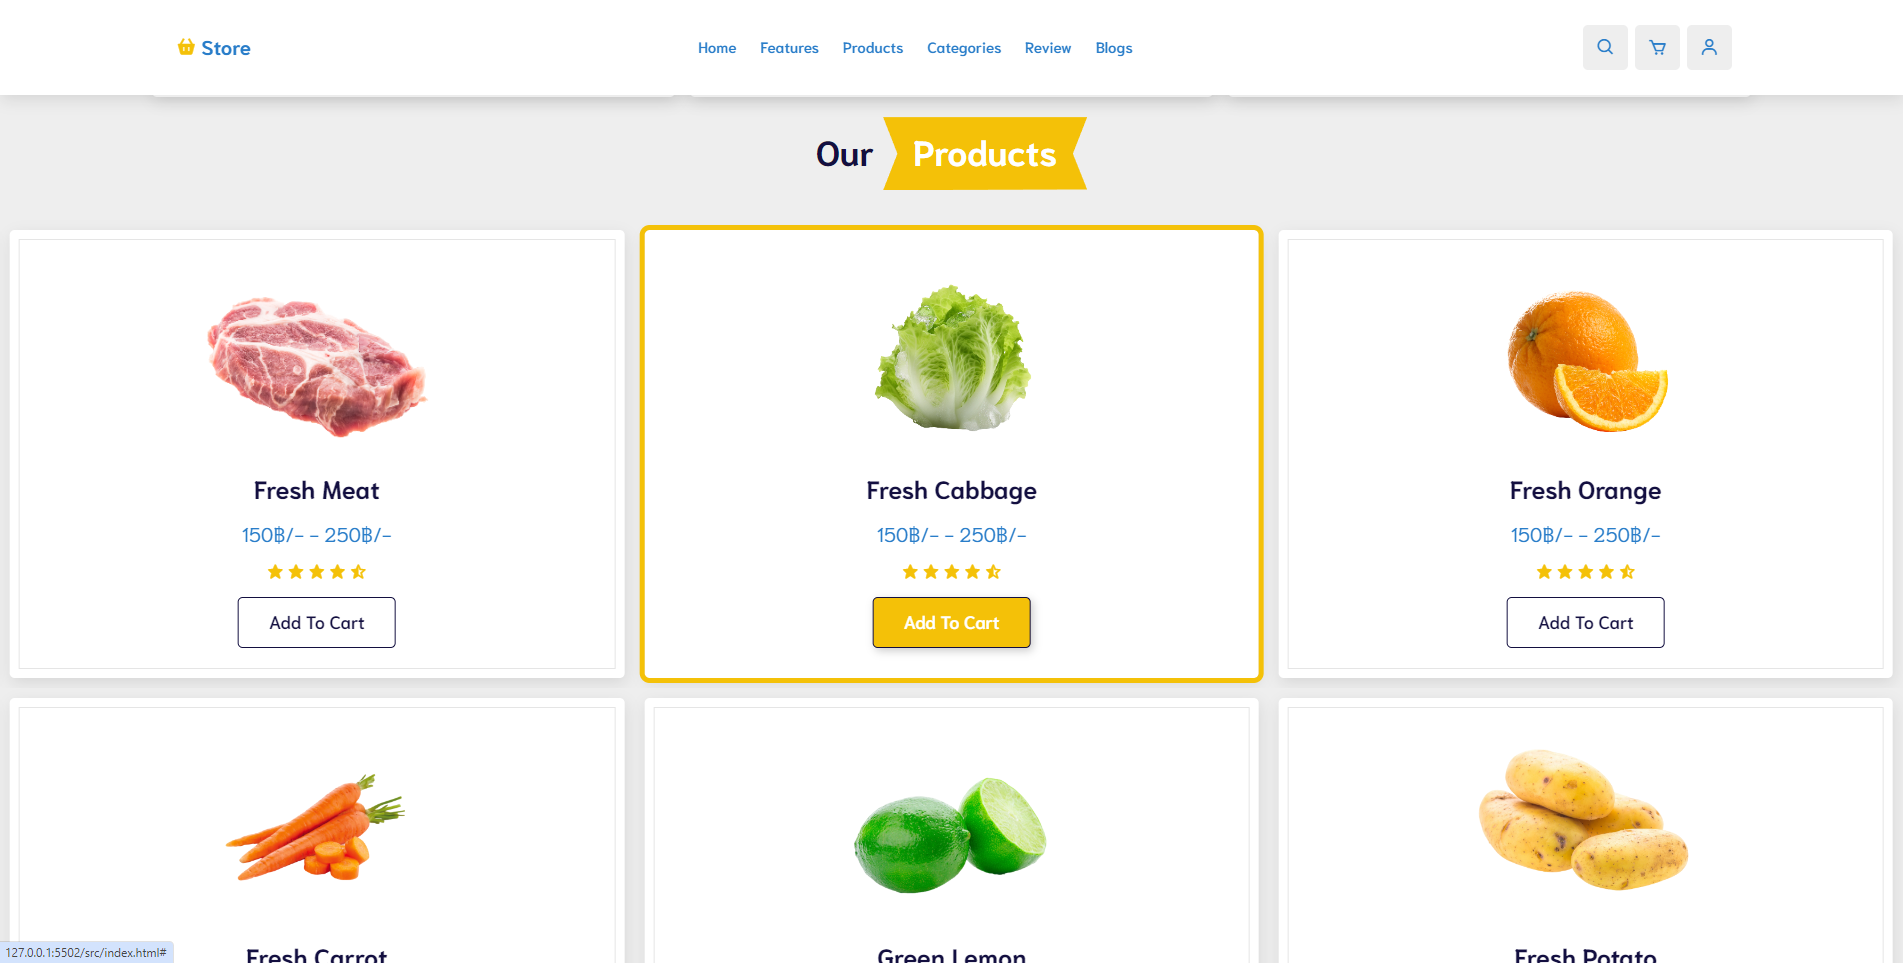 Store
Home Features Products Categories Review Blogs
Our Products
Fresh Meat
150฿/- - 250฿/-
Add To Cart
Fresh Cabbage
150฿/- - 250฿/-
Add To Cart
Fresh Orange
150฿/- - 250฿/-
Add To Cart
Fresh Carrot
Green Lemon
Fresh Potato
127.0.0.1:5502/src/index.html#